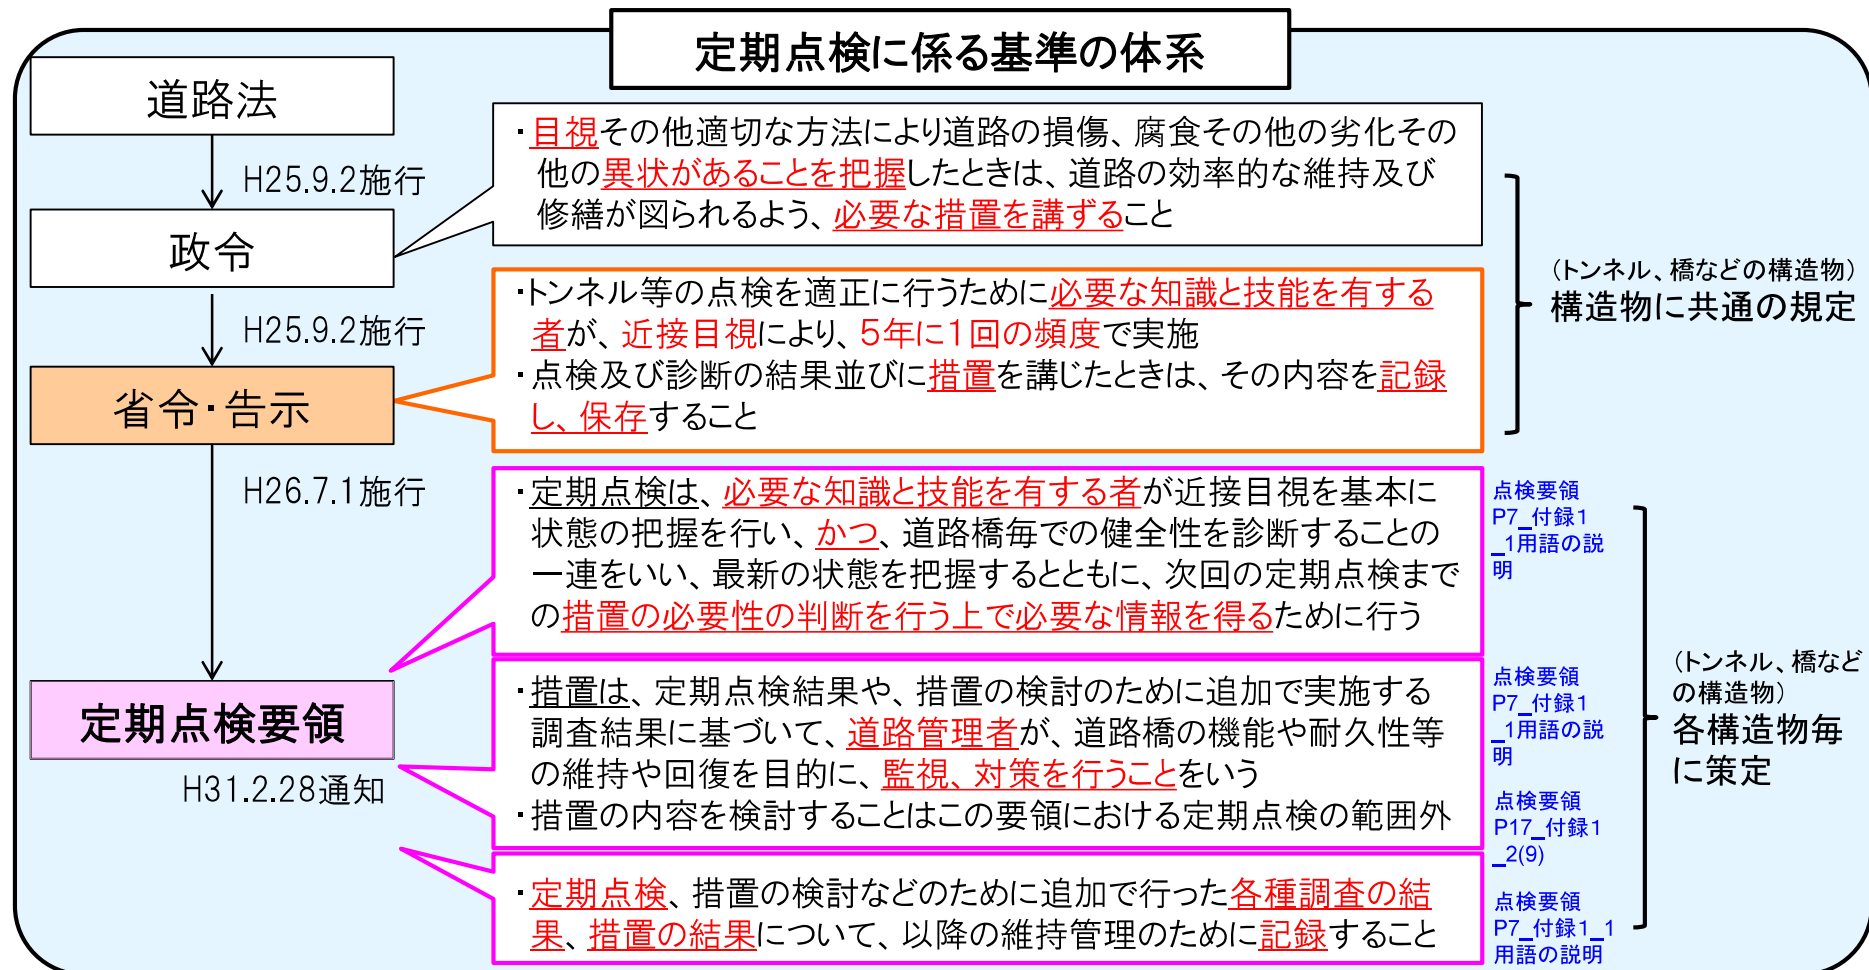 定期点検に係る基準の体系
道路法
H25.9.2施行
政令
H25.9.2施行
省令・告示
H26.7.1施行
定期点検要領
H31.2.28通知
・目視その他適切な方法により道路の損傷、腐食その他の劣化その
他の異状があることを把握したときは、道路の効率的な維持及び
修繕が図られるよう、必要な措置を講ずること
・トンネル等の点検を適正に行うために必要な知識と技能を有する
者が、近接目視により、5年に1回の頻度で実施
・点検及び診断の結果並びに措置を講じたときは、その内容を記録
し、保存すること
(トンネル、橋などの構造物)
構造物に共通の規定
・定期点検は、必要な知識と技能を有する者が近接目視を基本に
状態の把握を行い、かつ、道路橋毎での健全性を診断することの
一連をいい、最新の状態を把握するとともに、次回の定期点検まで
の措置の必要性の判断を行う上で必要な情報を得るために行う
点検要領
P7_付録1
_1用語の説
明
・措置は、定期点検結果や、措置の検討のために追加で実施する
調査結果に基づいて、道路管理者が、道路橋の機能や耐久性等
の維持や回復を目的に、監視、対策を行うことをいう
・措置の内容を検討することはこの要領における定期点検の範囲外
点検要領
P7_付録1
_1用語の説
明
点検要領
P17_付録1
_2(9)
・定期点検、措置の検討などのために追加で行った各種調査の結
果、措置の結果について、以降の維持管理のために記録すること
点検要領
P7_付録1_1
用語の説明
(トンネル、橋など
の構造物)
各構造物毎
に策定